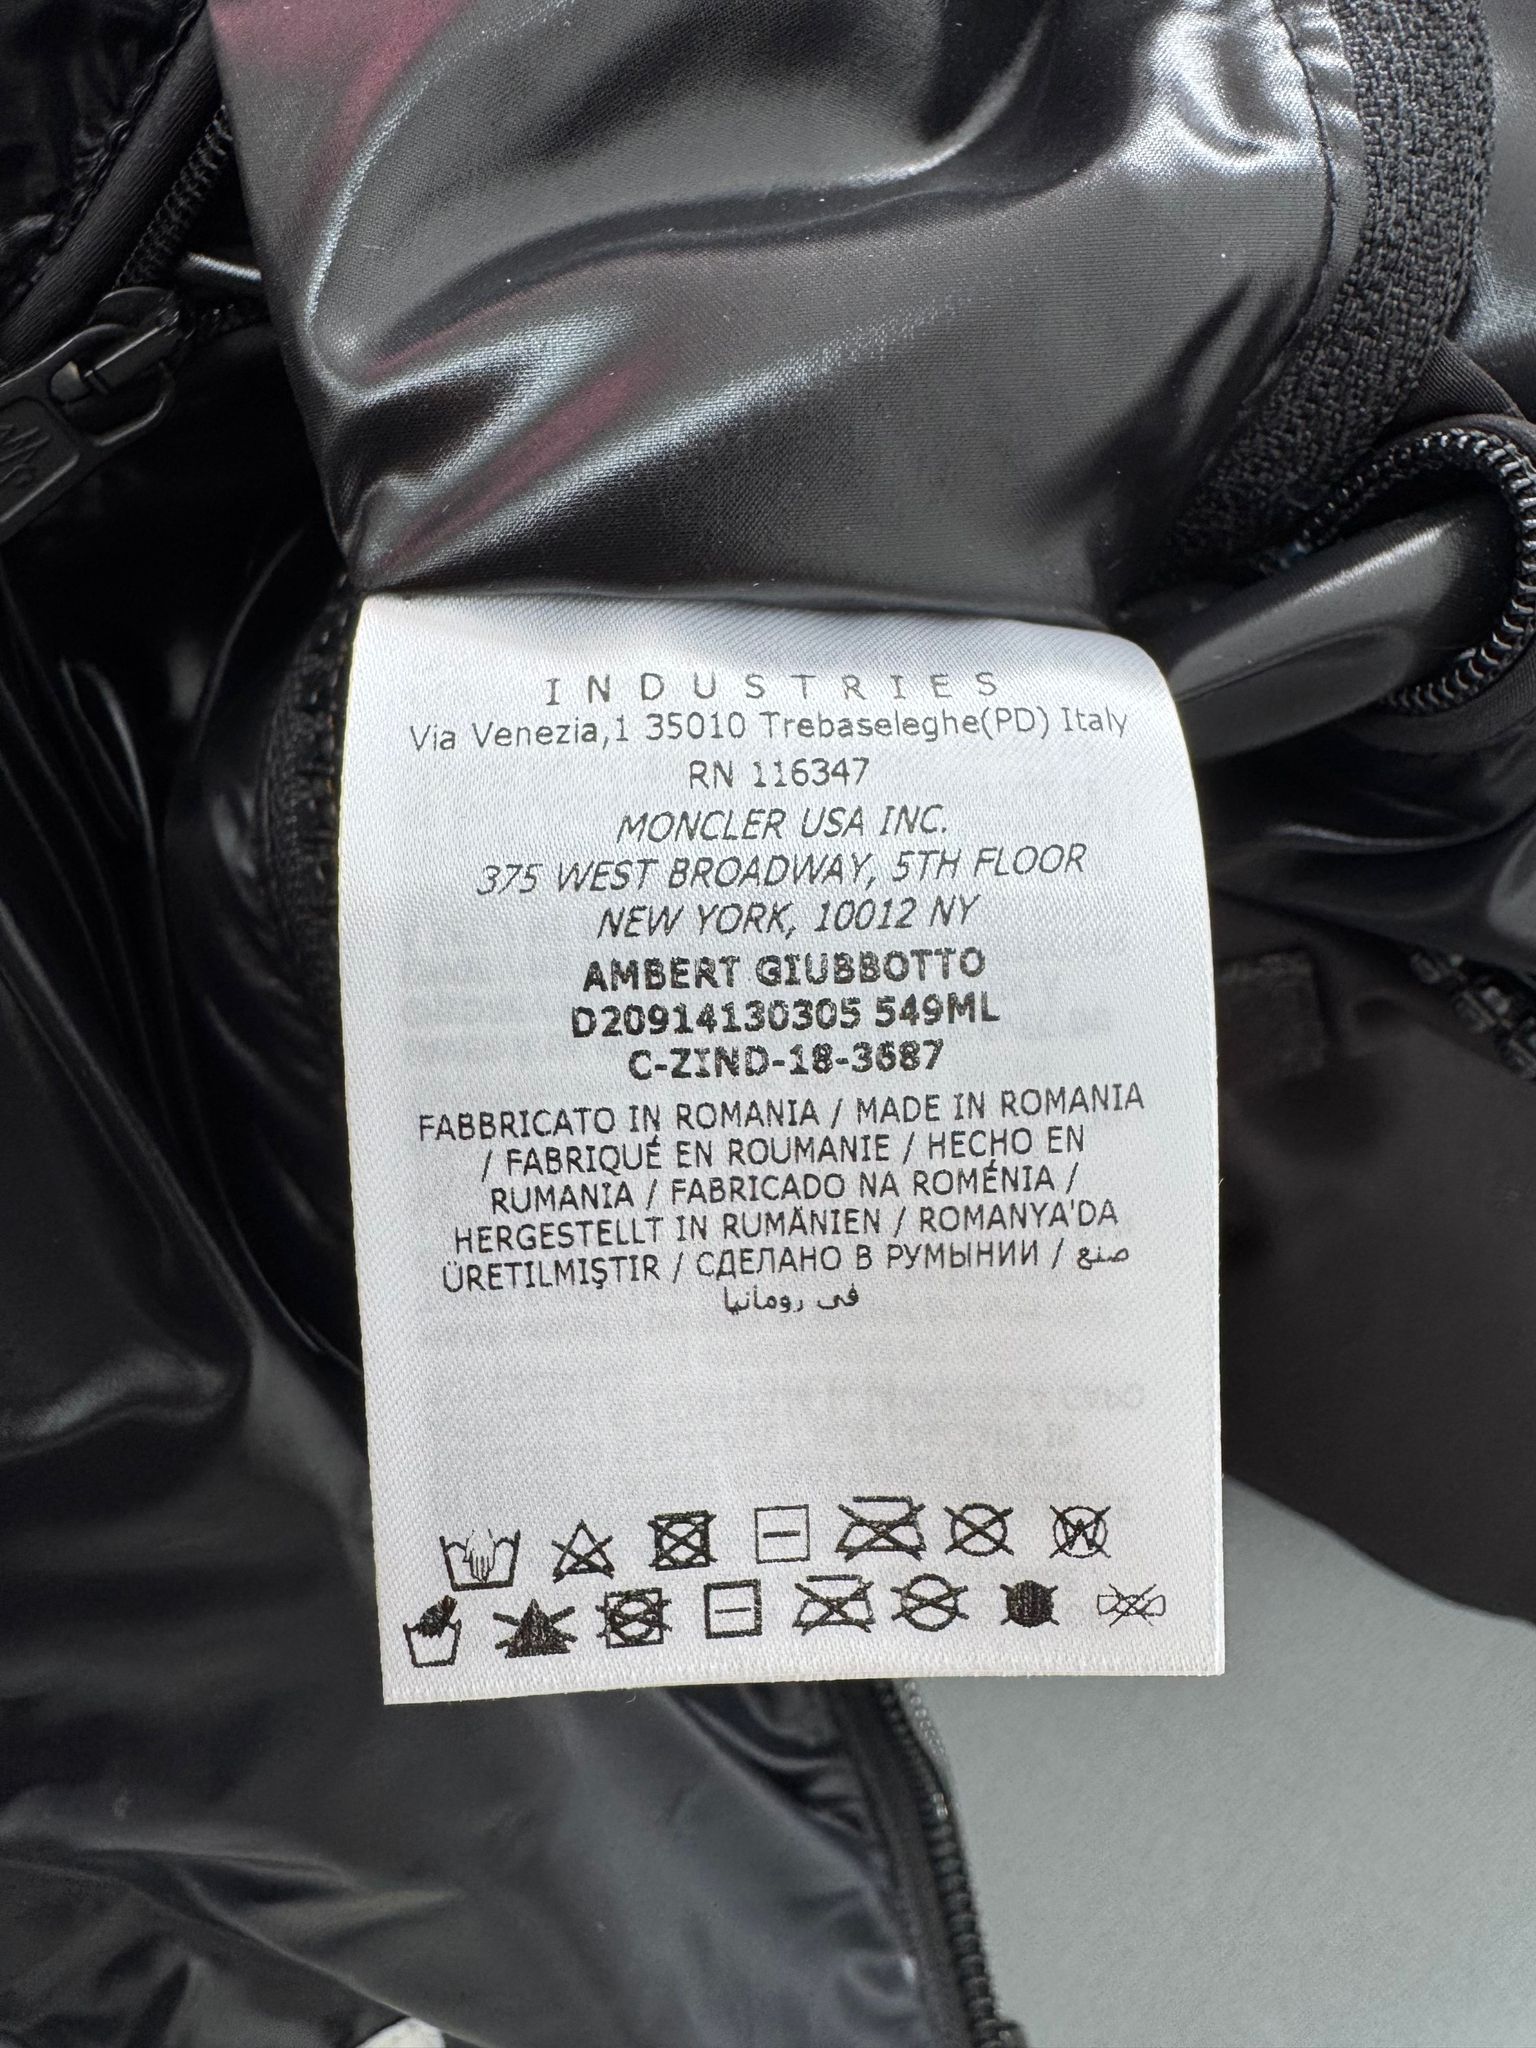 INDUSTRIES
Via Venezia,1 35010 Trebaseleghe(PD) Italy
RN 116347
MONCLER USA INC.
375 WEST BROADWAY, 5TH FLOOR
NEW YORK, 10012 NY
AMBERT GIUBBOTTO
D20914130305 549ML
C-ZIND-18-3687
FABBRICATO IN ROMANIA / MADE IN ROMANIA
/ FABRIQUÉ EN ROUMANIE / HECHO EN
RUMANIA / FABRICADO NA ROMÉNIA /
HERGESTELLT IN RUMÄNIEN / ROMANYA'DA
ÜRETILMIŞTIR / СДЕЛАНО В РУМЫНИИ / صنع
في رومانيا
W